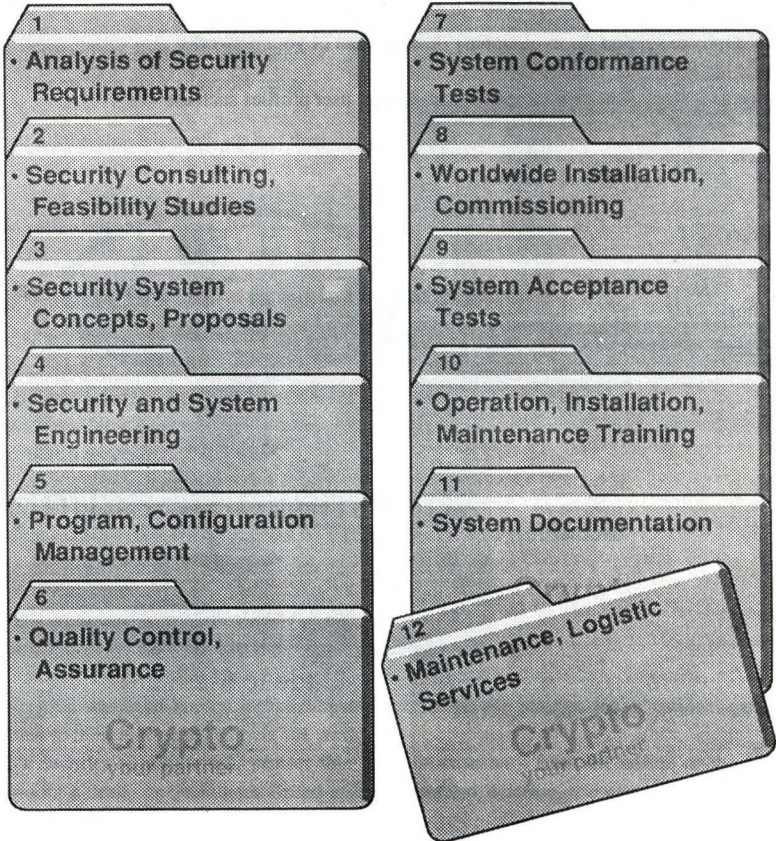 1
• Analysis of Security
Requirements
2
• Security Consulting,
Feasibility Studies
3
• Security System
Concepts, Proposals
4
• Security and System
Engineering
5
• Program, Configuration
Management
6
• Quality Control,
Assurance
Crypto
your partner
7
• System Conformance
Tests
8
• Worldwide Installation,
Commissioning
9
• System Acceptance
Tests
10
• Operation, Installation,
Maintenance Training
11
• System Documentation
12
• Maintenance, Logistic
Services
Crypto
your partner